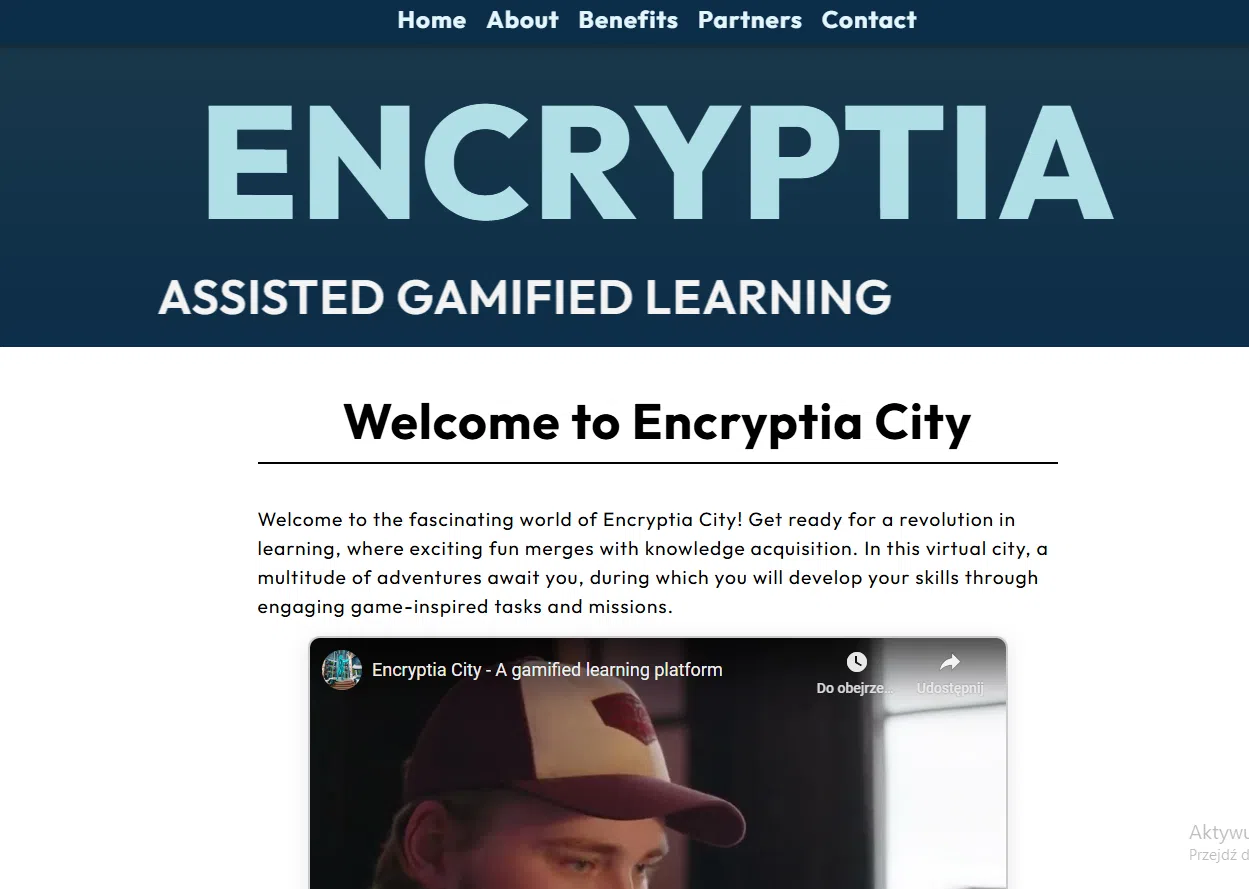 Home About Benefits Partners Contact
ENCRYPTIA
ASSISTED GAMIFIED LEARNING
Welcome to Encryptia City
Welcome to the fascinating world of Encryptia City! Get ready for a revolution in
learning, where exciting fun merges with knowledge acquisition. In this virtual city, a
multitude of adventures await you, during which you will develop your skills through
engaging game-inspired tasks and missions.
Encryptia City - A gamified learning platform
Do obejrze... Udostępnij
Aktywu
Przejdź d